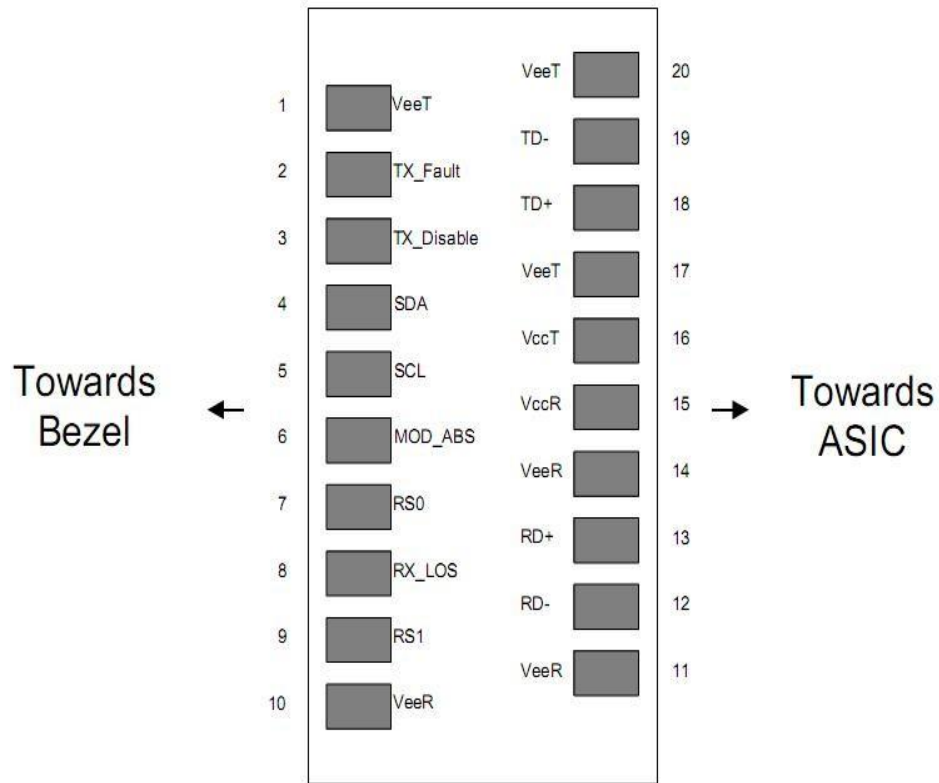 VeeT 20
1 VeeT
TD- 19
2 TX_Fault
TD+ 18
3 TX_Disable
VeeT 17
4 SDA
VccT 16
5 SCL
Towards
Bezel
VccR 15
Towards
ASIC
6 MOD_ABS
VeeR 14
7 RS0
RD+ 13
8 RX_LOS
RD- 12
9 RS1
VeeR 11
10 VeeR